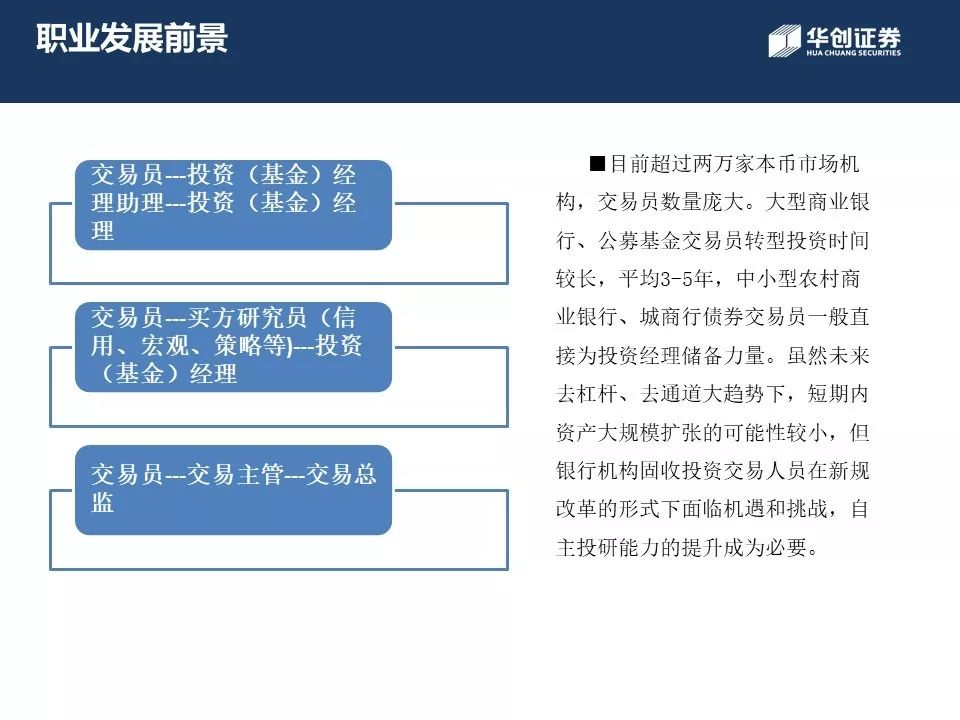 职业发展前景
华创证券
HUA CHUANG SECURITIES
交易员---投资（基金）经
理助理---投资（基金）经
理
交易员---买方研究员（信
用、宏观、策略等)---投资
（基金）经理
交易员---交易主管---交易总
监
■目前超过两万家本币市场机
构，交易员数量庞大。大型商业银
行、公募基金交易员转型投资时间
较长，平均3-5年，中小型农村商
业银行、城商行债券交易员一般直
接为投资经理储备力量。虽然未来
去杠杆、去通道大趋势下，短期内
资产大规模扩张的可能性较小，但
银行机构固收投资交易人员在新规
改革的形式下面临机遇和挑战，自
主投研能力的提升成为必要。